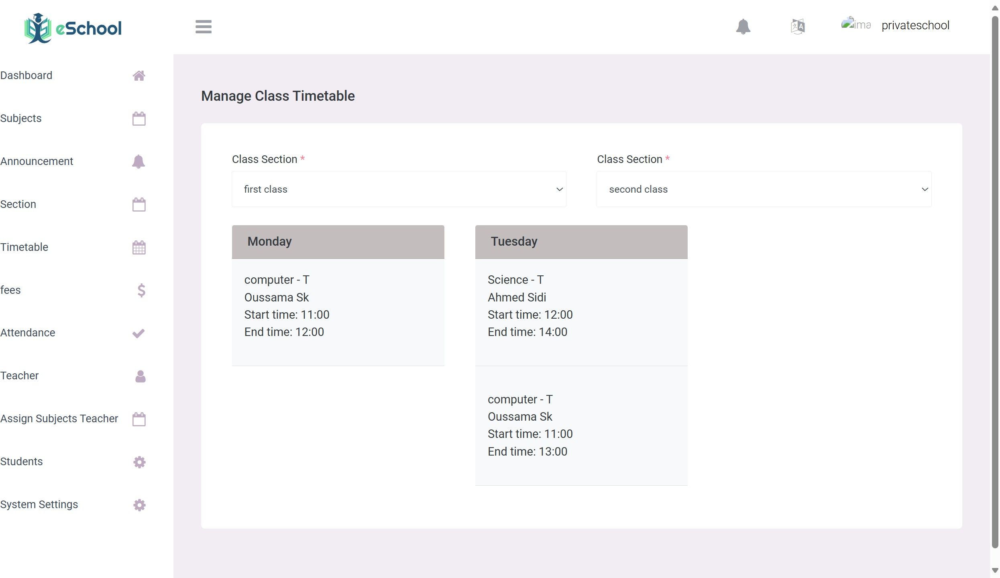 eSchool
ima
privateschool
Dashboard
Subjects
Announcement
Section
Timetable
fees
Attendance
Teacher
Assign Subjects Teacher
Students
System Settings
Manage Class Timetable
Class Section *
first class
Class Section *
second class
Monday
computer - T
Oussama Sk
Start time: 11:00
End time: 12:00
Tuesday
Science - T
Ahmed Sidi
Start time: 12:00
End time: 14:00
computer - T
Oussama Sk
Start time: 11:00
End time: 13:00